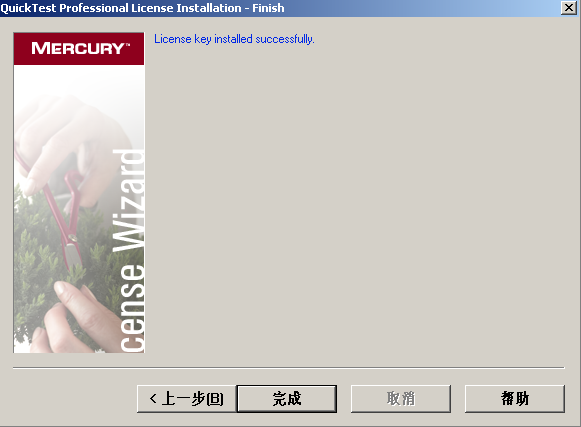 QuickTest Professional License Installation - Finish
MERCURY™
License key installed successfully.
cense Wizard
< 上一步(B)
完成
取消
帮助